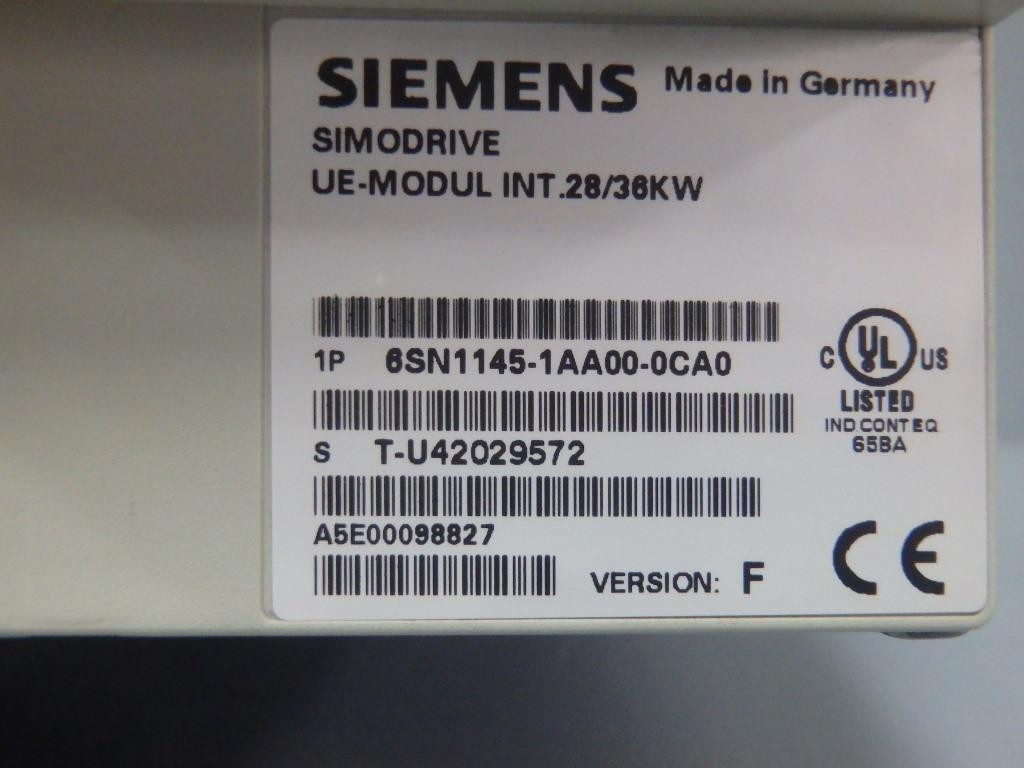 SIEMENS Made in Germany
SIMODRIVE
UE-MODUL INT.28/36KW
1P 6SN1145-1AA00-0CA0
C UL US
LISTED
IND.CONT.EQ
65BA
S T-U42029572
A5E00098827
VERSION: F
CE